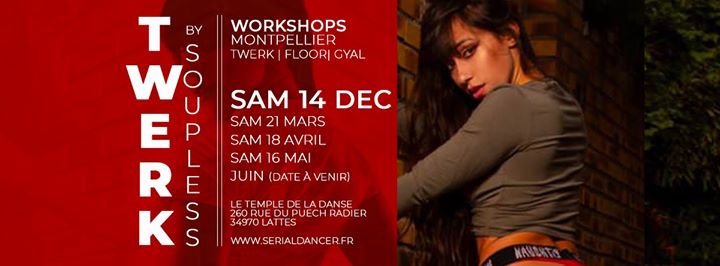 TWERK
BY SOUPLESS
WORKSHOPS
MONTPELLIER
TWERK | FLOOR| GYAL
SAM 14 DEC
SAM 21 MARS
SAM 18 AVRIL
SAM 16 MAI
JUIN (DATE À VENIR)
LE TEMPLE DE LA DANSE
260 RUE DU PUECH RADIER
34970 LATTES
WWW.SERIALDANCER.FR